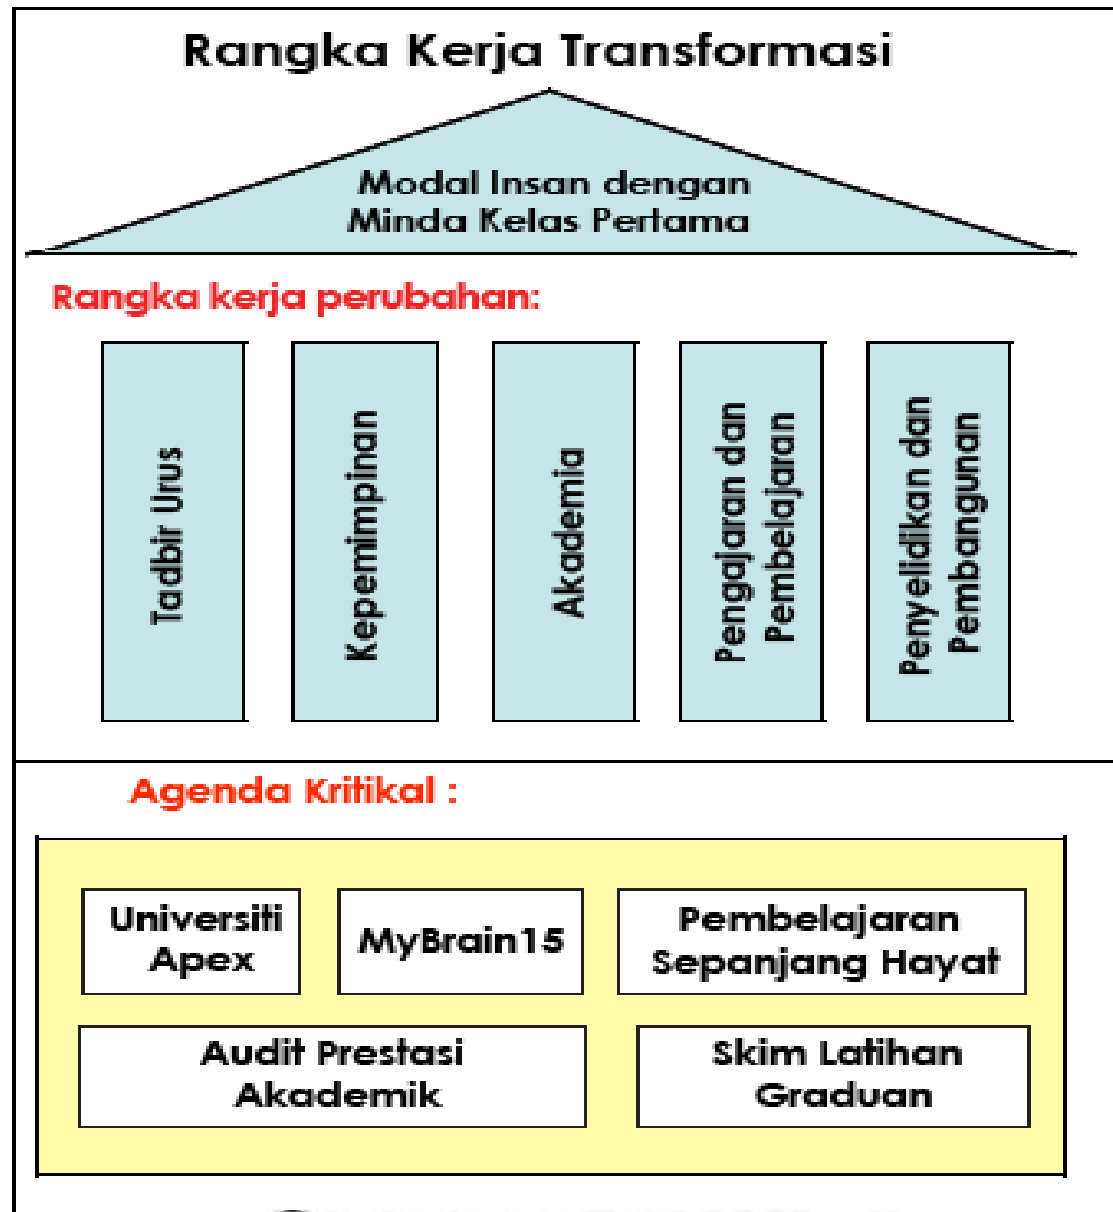 Rangka Kerja Transformasi
Modal Insan dengan
Minda Kelas Pertama
Rangka kerja perubahan:
Tadbir Urus
Kepemimpinan
Akademia
Pengajaran dan
Pembelajaran
Penyelidikan dan
Pembangunan
Agenda Kritikal :
Universiti
Apex
MyBrain15
Pembelajaran
Sepanjang Hayat
Audit Prestasi
Akademik
Skim Latihan
Graduan